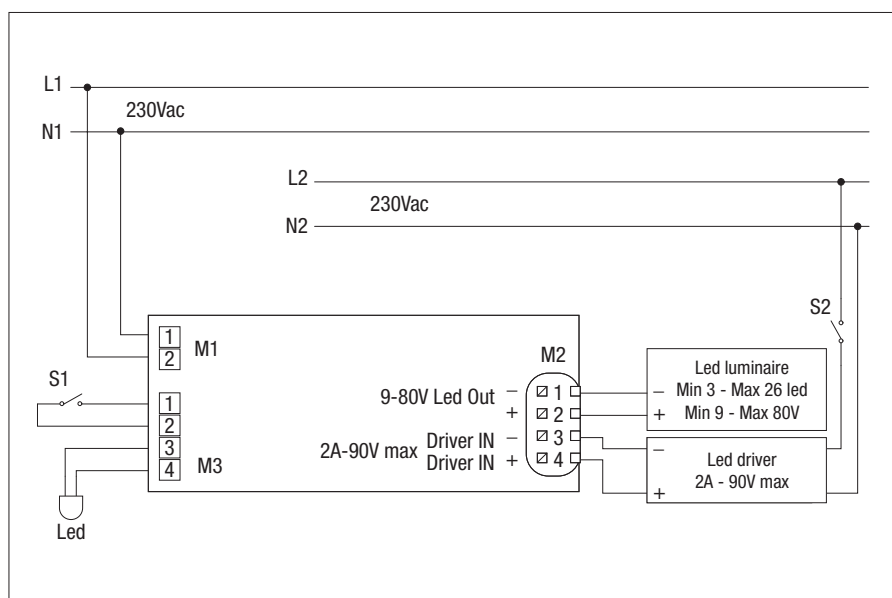 L1
230Vac
N1
L2
230Vac
N2
S2
1
2
M1
M2
S1
1
2
3
4
M3
Led
9-80V Led Out
−
+
2A-90V max
Driver IN −
Driver IN +
1
2
3
4
Led luminaire
− Min 3 - Max 26 led
+ Min 9 - Max 80V
−
Led driver
2A - 90V max
+